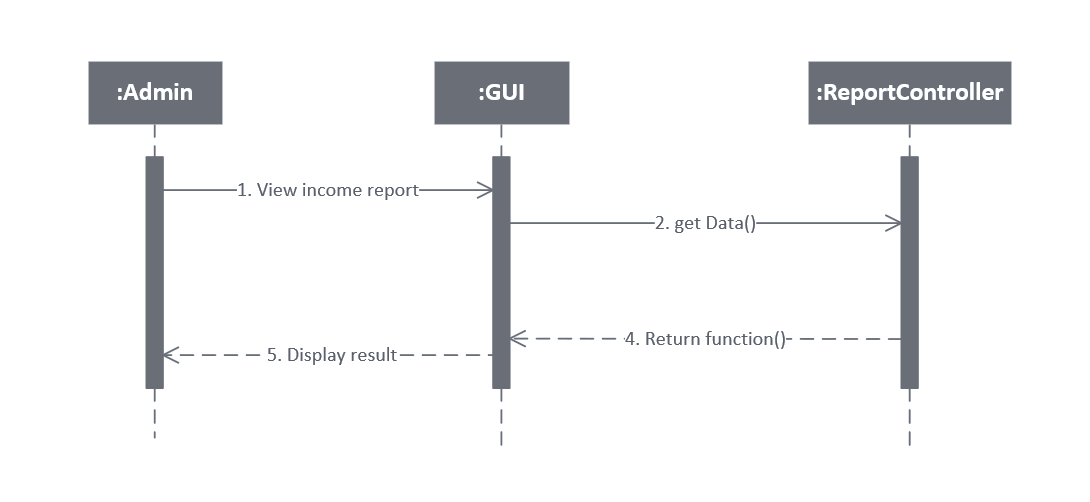 :Admin
:GUI
:ReportController
1. View income report
2. get Data()
4. Return function()
5. Display result